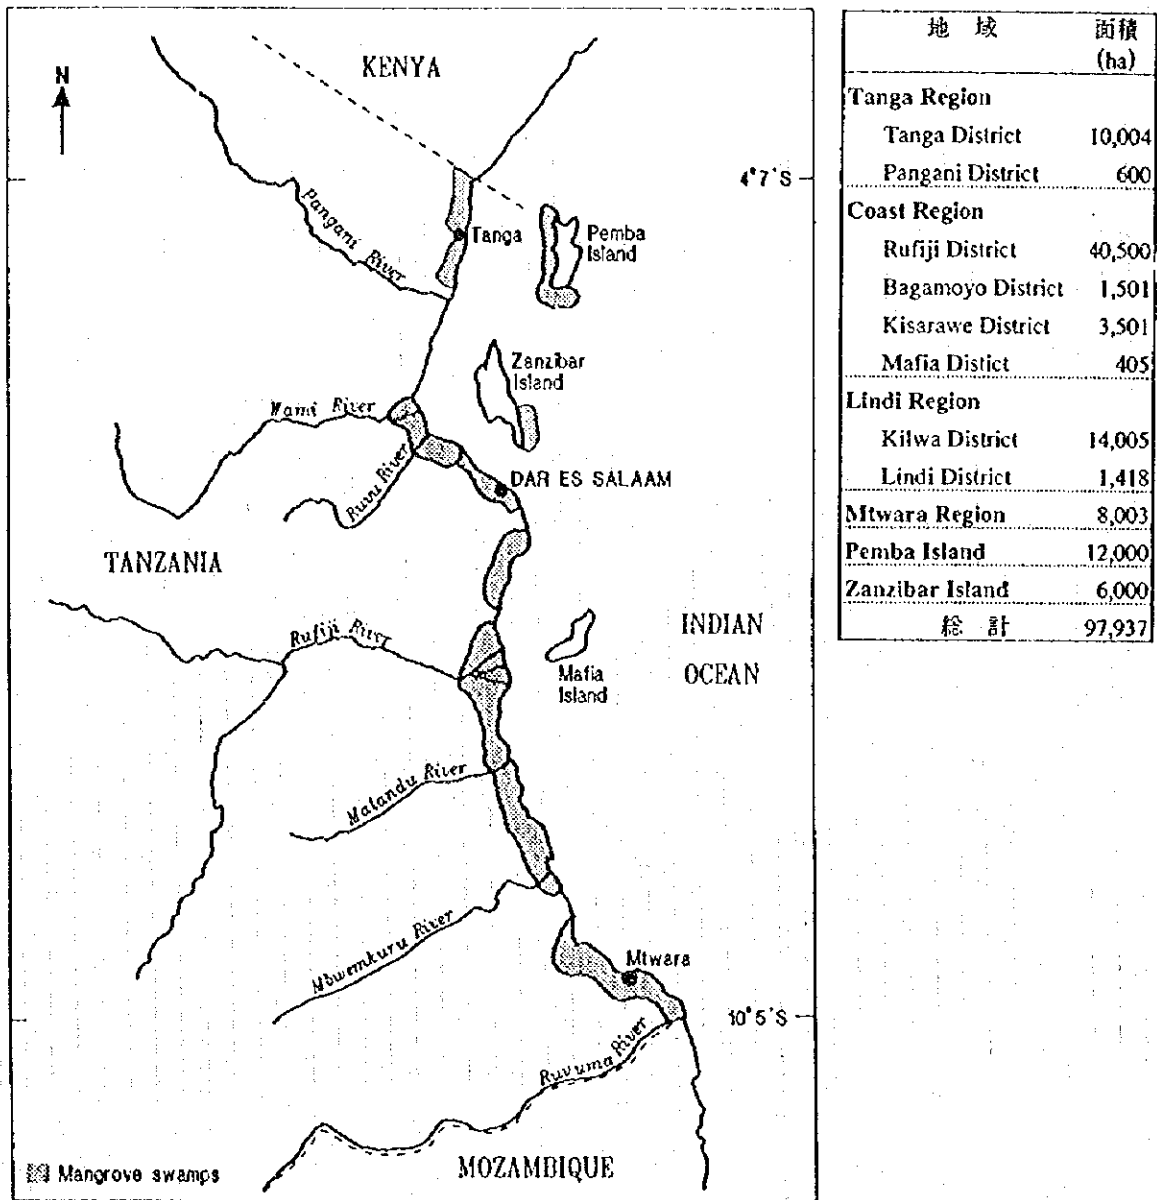 KENYA
N
4°7'S
Pangani River
Tanga
Pemba
Island
Zanzibar
Island
Wami River
Ruvu River
DAR ES SALAAM
TANZANIA
INDIAN
OCEAN
Rufiji River
Mafia
Island
Matandu River
Mbwemkuru River
Mtwara
10°5'S
Ruvuma River
MOZAMBIQUE
Mangrove swamps
地 域 面積
(ha)
Tanga Region
Tanga District 10,004
Pangani District 600
Coast Region
Rufiji District 40,500
Bagamoyo District 1,501
Kisarawe District 3,501
Mafia Distict 405
Lindi Region
Kilwa District 14,005
Lindi District 1,418
Mtwara Region 8,003
Pemba Island 12,000
Zanzibar Island 6,000
総 計 97,937